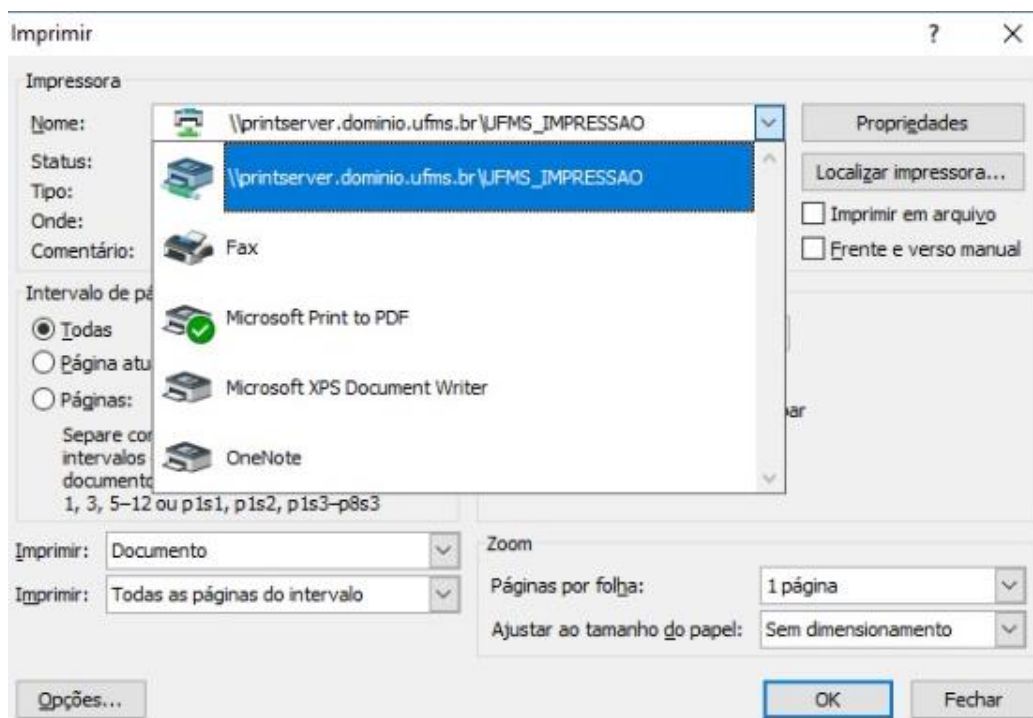 Imprimir
Impressora
Nome:
\\printserver.dominio.ufms.br\UFMS_IMPRESSAO
Propriedades
Status:
\\printserver.dominio.ufms.br\UFMS_IMPRESSAO
Localizar impressora...
Tipo:
Onde:
Imprimir em arquivo
Comentário:
Fax
Frente e verso manual
Intervalo de pá
Todas
Microsoft Print to PDF
Página atu
Páginas:
Microsoft XPS Document Writer
par
Separe cor
intervalos
OneNote
documento
1, 3, 5–12 ou p1s1, p1s2, p1s3–p8s3
Imprimir: Documento
Imprimir: Todas as páginas do intervalo
Zoom
Páginas por folha: 1 página
Ajustar ao tamanho do papel: Sem dimensionamento
Opções...
OK
Fechar